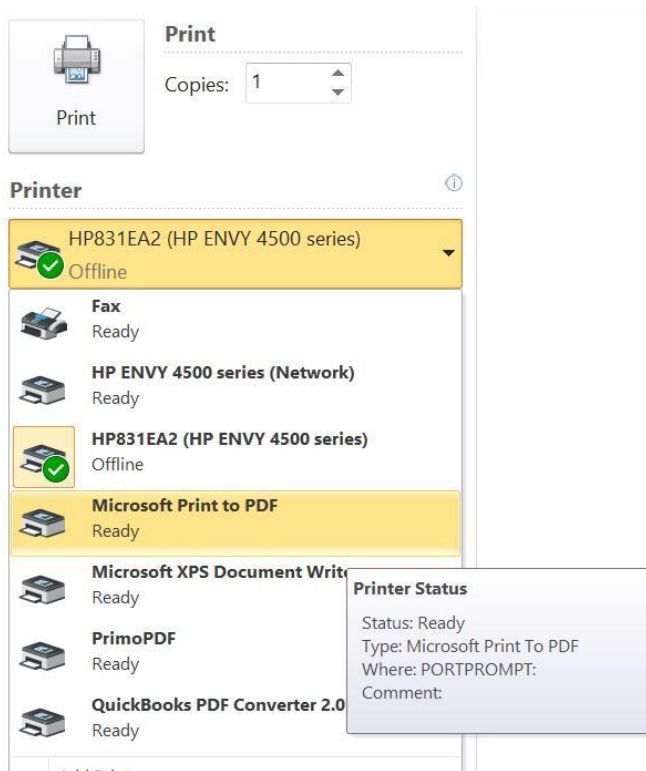 Print
Copies: 1
Print
Printer
HP831EA2 (HP ENVY 4500 series)
Offline
Fax
Ready
HP ENVY 4500 series (Network)
Ready
HP831EA2 (HP ENVY 4500 series)
Offline
Microsoft Print to PDF
Ready
Microsoft XPS Document Write
Ready
PrimoPDF
Ready
QuickBooks PDF Converter 2.0
Ready
Printer Status
Status: Ready
Type: Microsoft Print To PDF
Where: PORTPROMPT:
Comment: